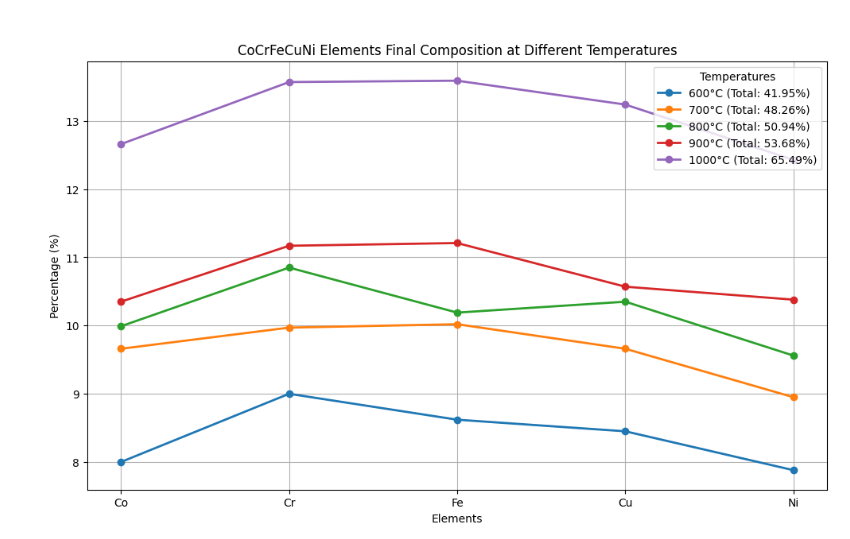 CoCrFeCuNi Elements Final Composition at Different Temperatures
Temperatures
600°C (Total: 41.95%)
700°C (Total: 48.26%)
800°C (Total: 50.94%)
900°C (Total: 53.68%)
1000°C (Total: 65.49%)
Percentage (%)
13
12
11
10
9
8
Co Cr Fe Cu Ni
Elements